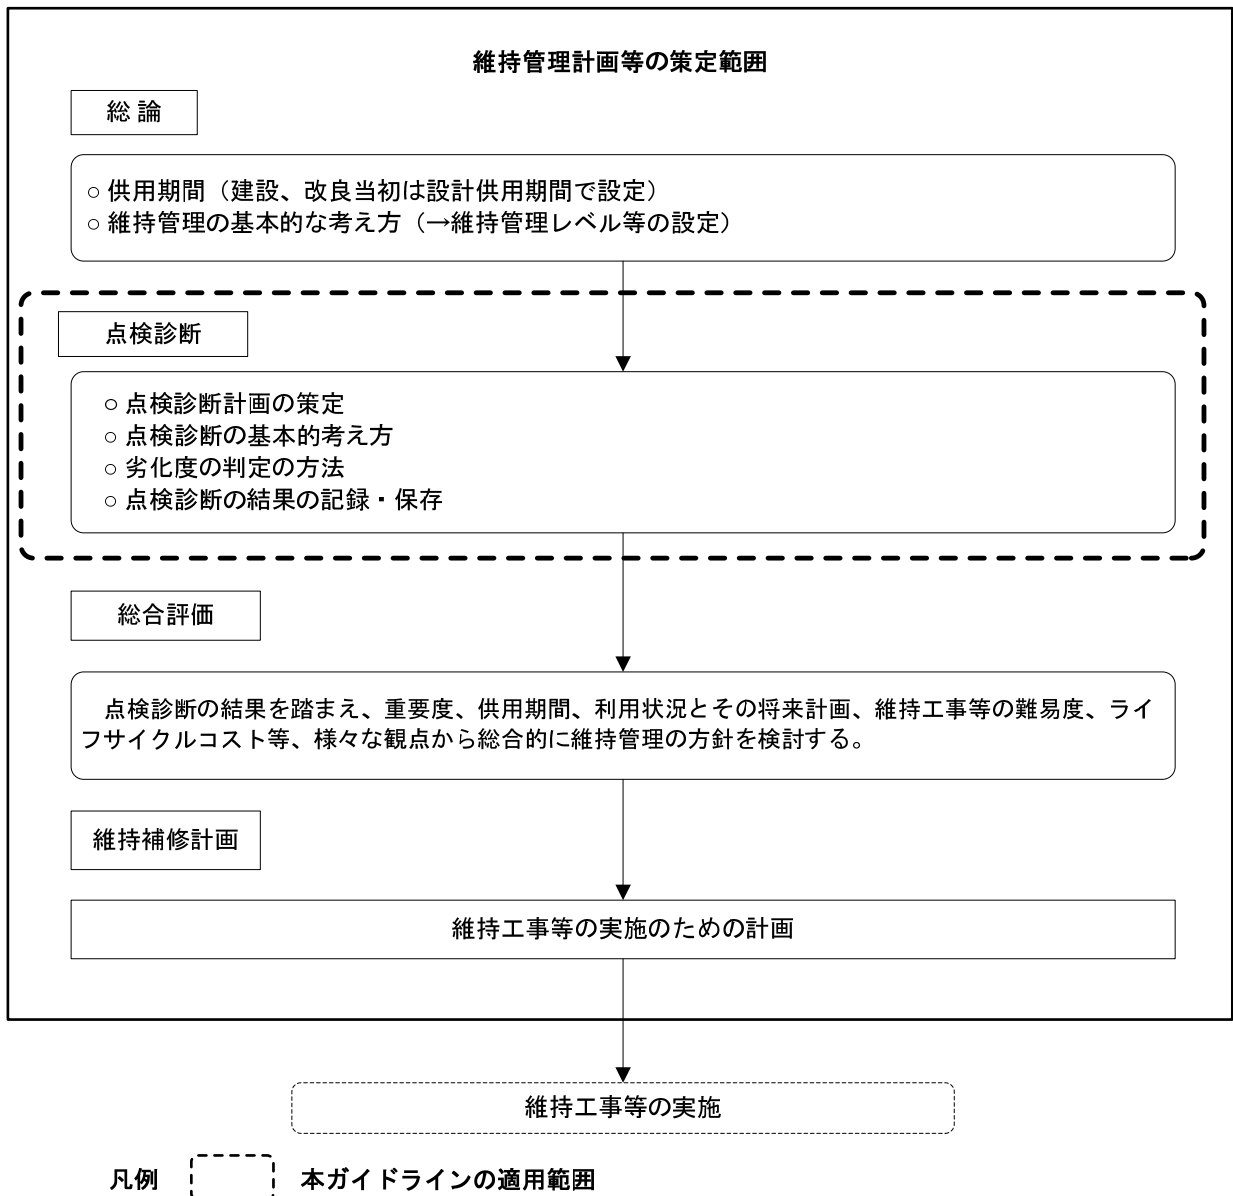 維持管理計画等の策定範囲
総 論
○ 供用期間（建設、改良当初は設計供用期間で設定）
○ 維持管理の基本的な考え方（→維持管理レベル等の設定）
点検診断
○ 点検診断計画の策定
○ 点検診断の基本的考え方
○ 劣化度の判定の方法
○ 点検診断の結果の記録・保存
総合評価
点検診断の結果を踏まえ、重要度、供用期間、利用状況とその将来計画、維持工事等の難易度、ライ
フサイクルコスト等、様々な観点から総合的に維持管理の方針を検討する。
維持補修計画
維持工事等の実施のための計画
維持工事等の実施
凡例 本ガイドラインの適用範囲